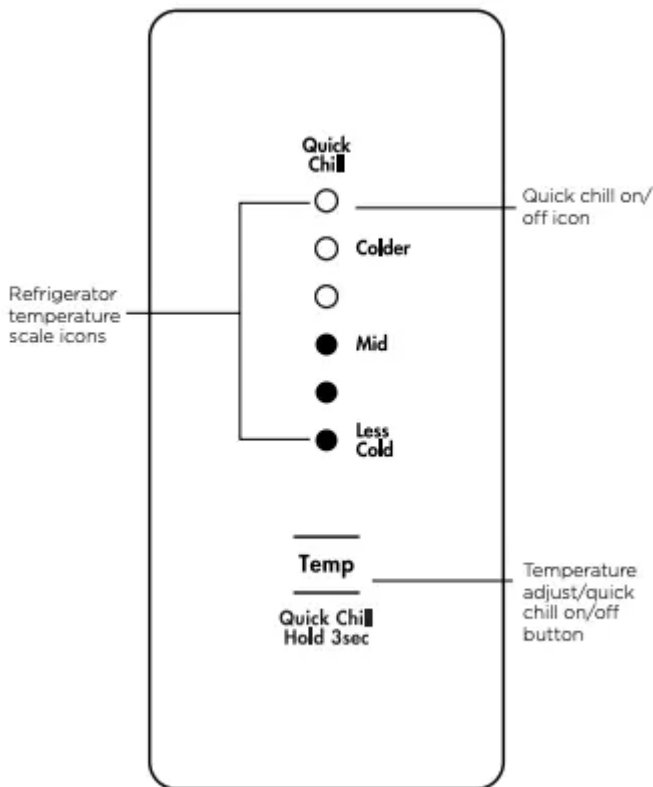 Quick
Chill
Quick chill on/
off icon
Colder
Refrigerator
temperature
scale icons
Mid
Less
Cold
Temp
Temperature
adjust/quick
chill on/off
button
Quick Chill
Hold 3sec